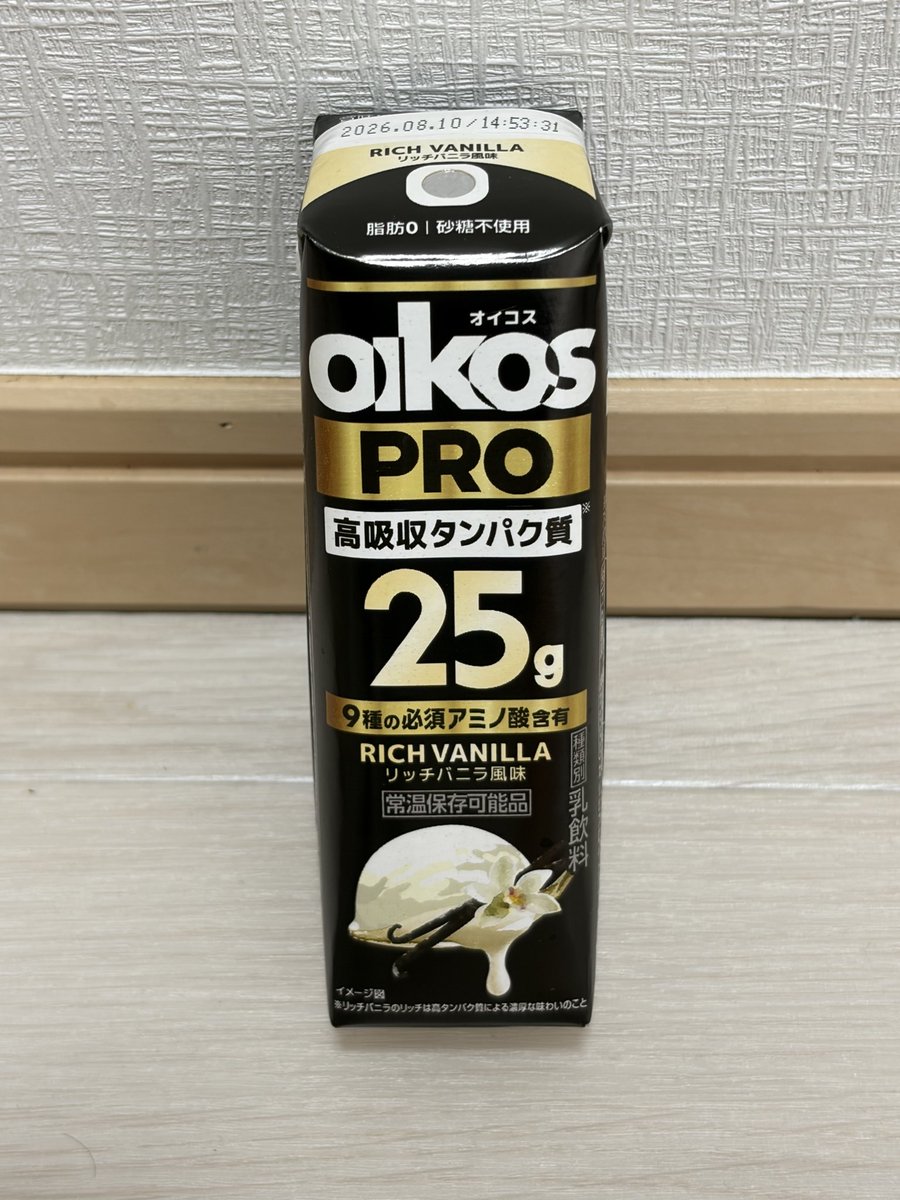 2026.08.10/14:53:31
RICH VANILLA
リッチバニラ風味
脂肪0|砂糖不使用
オイコス
oikos
PRO
高吸収タンパク質※
25g
9種の必須アミノ酸含有
RICH VANILLA
リッチバニラ風味
常温保存可能品
種類別 乳飲料
イメージ図
※リッチバニラのリッチは高タンパク質による濃厚な味わいのこと